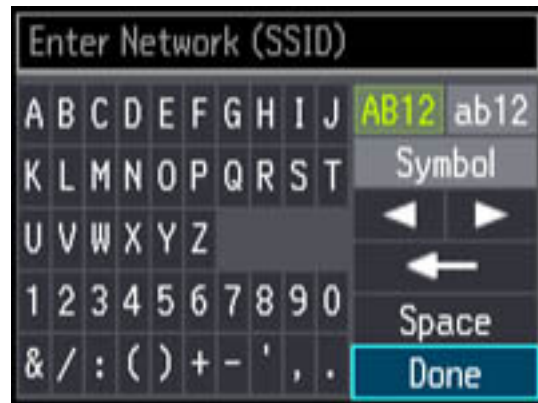 Enter Network (SSID)
A B C D E F G H I J AB12 ab12
K L M N O P Q R S T Symbol
U V W X Y Z
1 2 3 4 5 6 7 8 9 0 Space
& / : ( ) + - ' , . Done